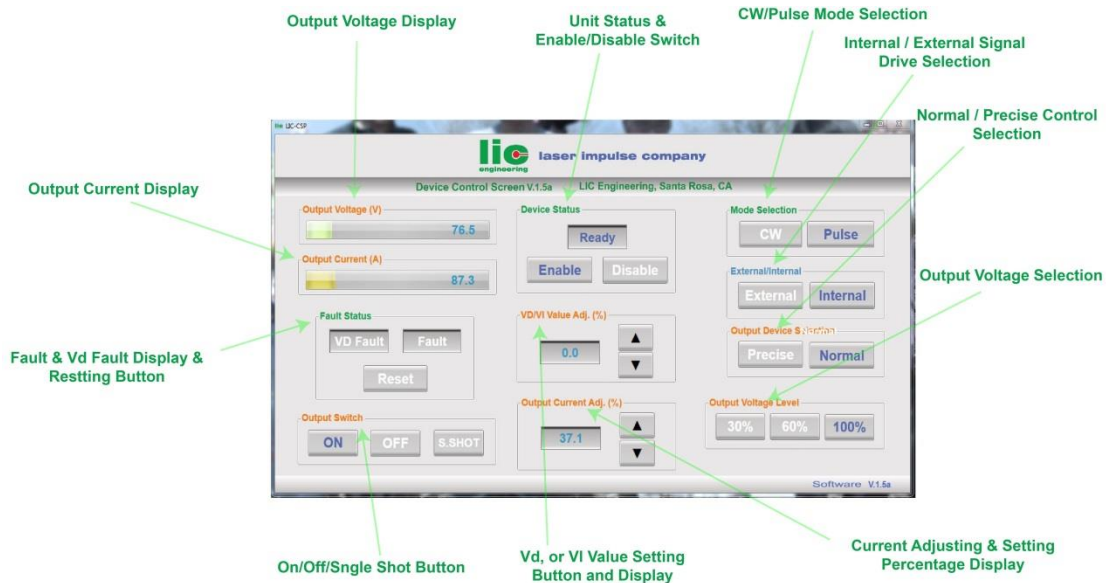 Output Voltage Display
Unit Status &
Enable/Disable Switch
CW/Pulse Mode Selection
Internal / External Signal
Drive Selection
Normal / Precise Control
Selection
Output Current Display
Output Voltage Selection
Fault & Vd Fault Display &
Restting Button
On/Off/Sngle Shot Button
Vd, or VI Value Setting
Button and Display
Current Adjusting & Setting
Percentage Display
lic LIC-CSP
lic
engineering
laser impulse company
Device Control Screen V.1.5a LIC Engineering, Santa Rosa, CA
Output Voltage (V)
76.5
Output Current (A)
87.3
Fault Status
VD Fault Fault
Reset
Output Switch
ON OFF S.SHOT
Device Status
Ready
Enable Disable
VD/VI Value Adj. (%)
0.0
▲
▼
Output Current Adj. (%)
37.1
▲
▼
Mode Selection
CW Pulse
External/Internal
External Internal
Output Device S
Precise Normal
Output Voltage Level
30% 60% 100%
Software V.1.5a